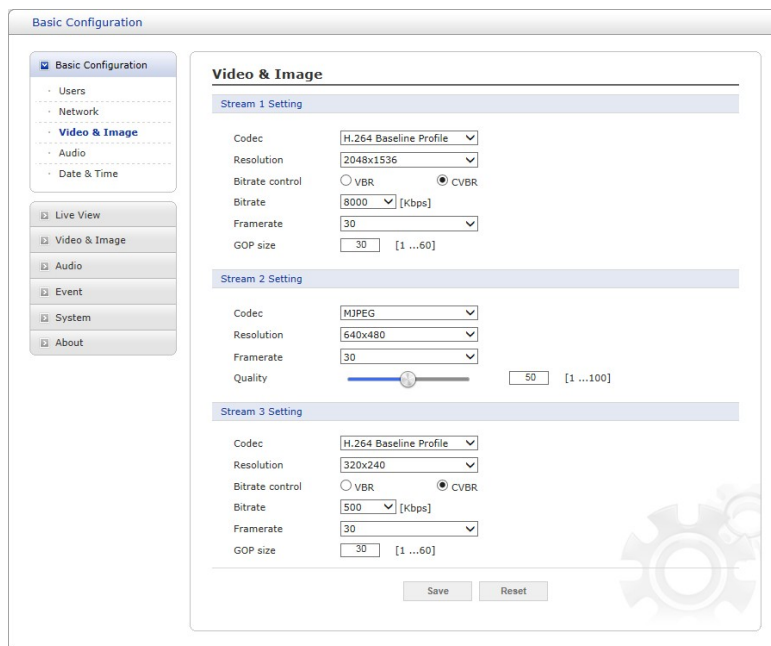 Basic Configuration
Basic Configuration
Users
Network
Video & Image
Audio
Date & Time
Live View
Video & Image
Audio
Event
System
About
Video & Image
Stream 1 Setting
Codec H.264 Baseline Profile
Resolution 2048x1536
Bitrate control VBR CVBR
Bitrate 8000 [Kbps]
Framerate 30
GOP size 30 [1 ...60]
Stream 2 Setting
Codec MJPEG
Resolution 640x480
Framerate 30
Quality 50 [1 ...100]
Stream 3 Setting
Codec H.264 Baseline Profile
Resolution 320x240
Bitrate control VBR CVBR
Bitrate 500 [Kbps]
Framerate 30
GOP size 30 [1 ...60]
Save Reset